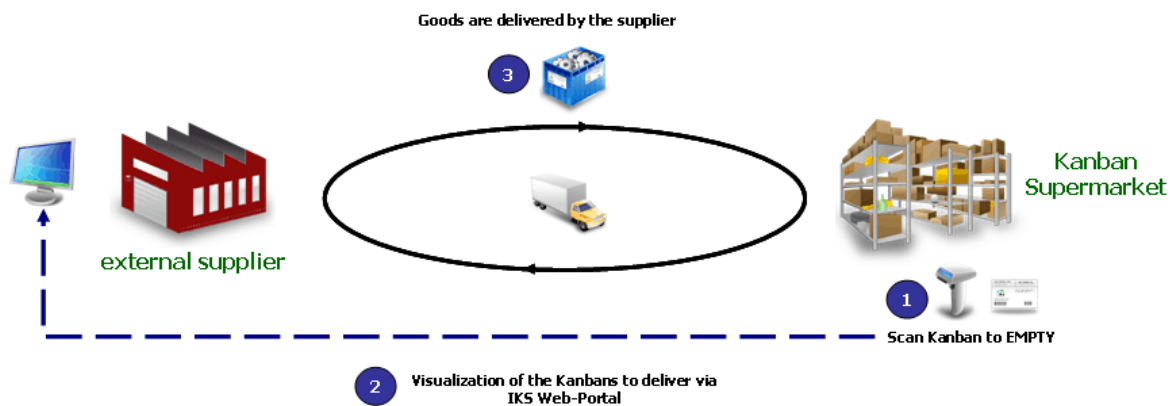 Goods are delivered by the supplier
3
Kanban
Supermarket
external supplier
1
Scan Kanban to EMPTY
2
Visualization of the Kanbans to deliver via
IKS Web-Portal